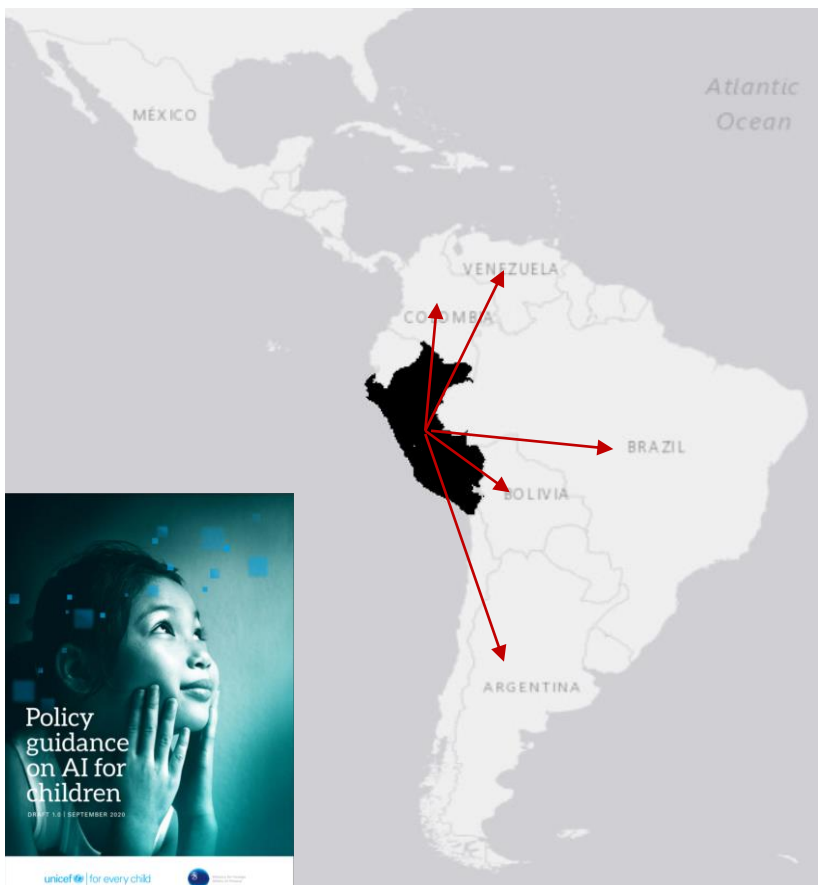 Atlantic
Ocean
MÉXICO
VENEZUELA
COLOMBIA
BRAZIL
BOLIVIA
ARGENTINA
Policy
guidance
on AI for
children
DRAFT 1.0 | SEPTEMBER 2020
unicef | for every child